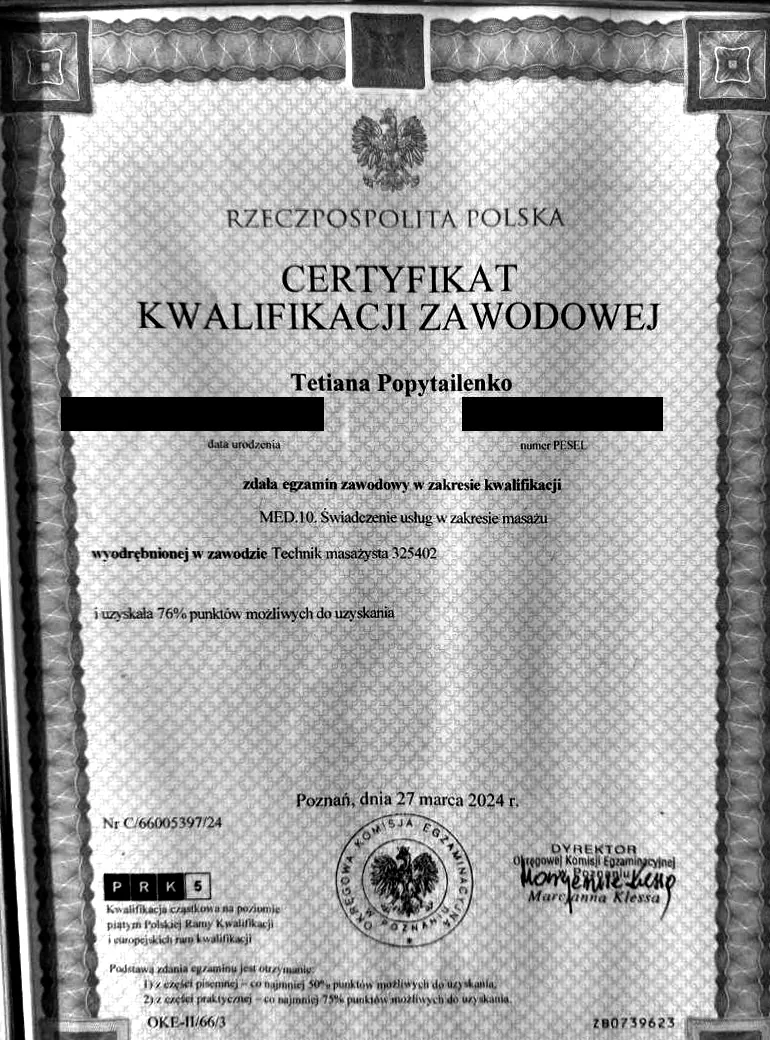 RZECZPOSPOLITA POLSKA
CERTYFIKAT
KWALIFIKACJI ZAWODOWEJ
Tetiana Popytailenko
data urodzenia
numer PESEL
zdała egzamin zawodowy w zakresie kwalifikacji
MED.10. Świadczenie usług w zakresie masażu
wyodrębnionej w zawodzie Technik masażysta 325402
i uzyskała 76% punktów możliwych do uzyskania
Poznań, dnia 27 marca 2024 r.
Nr C/66005397/24
OKRĘGOWA KOMISJA EGZAMINACYJNA
W POZNANIU
DYREKTOR
Okręgowej Komisji Egzaminacyjnej
w Poznaniu
Marcjanna Klessa
PRK 5
Kwalifikacja cząstkowa na poziomie
piątym Polskiej Ramy Kwalifikacji
i europejskich ram kwalifikacji
Podstawą zdania egzaminu jest otrzymanie:
1) z części pisemnej – co najmniej 50% punktów możliwych do uzyskania,
2) z części praktycznej – co najmniej 75% punktów możliwych do uzyskania.
OKE-II/66/3
ZB0739623